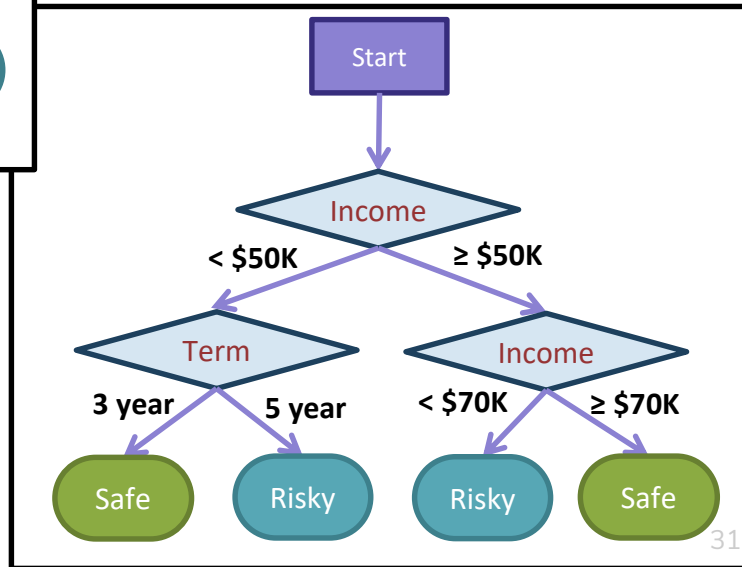 Start
Income
< $50K
≥ $50K
Term
Income
3 year
5 year
< $70K
≥ $70K
Safe
Risky
Risky
Safe
31